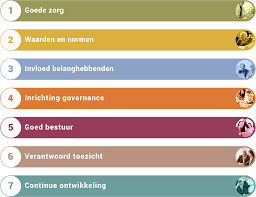 1 Goede zorg
2 Waarden en normen
3 Invloed belanghebbenden
4 Inrichting governance
5 Goed bestuur
6 Verantwoord toezicht
7 Continue ontwikkeling